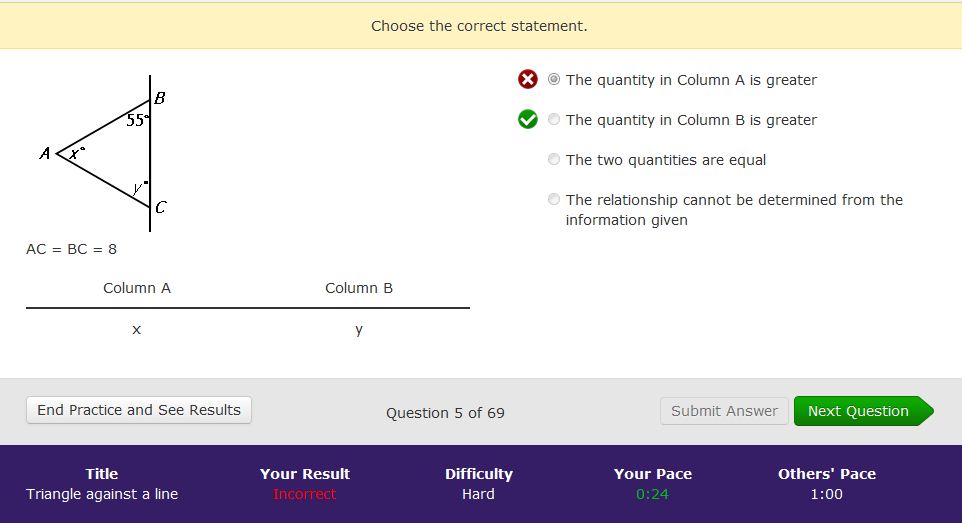 Choose the correct statement.
B
55°
A
x°
y°
C
AC = BC = 8
Column A Column B
x y
The quantity in Column A is greater
The quantity in Column B is greater
The two quantities are equal
The relationship cannot be determined from the
information given
End Practice and See Results
Question 5 of 69
Submit Answer
Next Question
Title Your Result Difficulty Your Pace Others' Pace
Triangle against a line Incorrect Hard 0:24 1:00